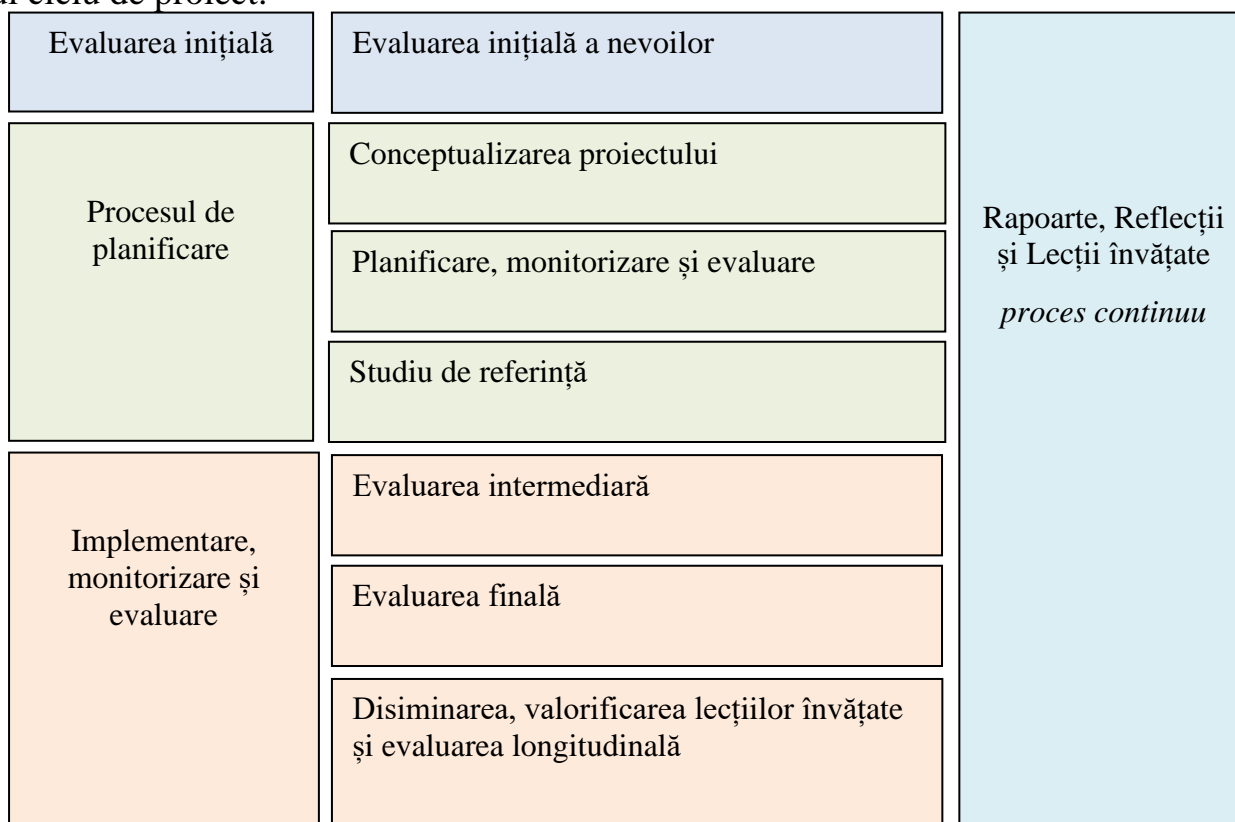 ciclu de proiect.
Evaluarea inițială
Evaluarea inițială a nevoilor
Procesul de
planificare
Conceptualizarea proiectului
Planificare, monitorizare și evaluare
Studiu de referință
Implementare,
monitorizare și
evaluare
Evaluarea intermediară
Evaluarea finală
Disiminarea, valorificarea lecțiilor învățate
și evaluarea longitudinală
Rapoarte, Reflecții
și Lecții învățate
proces continuu